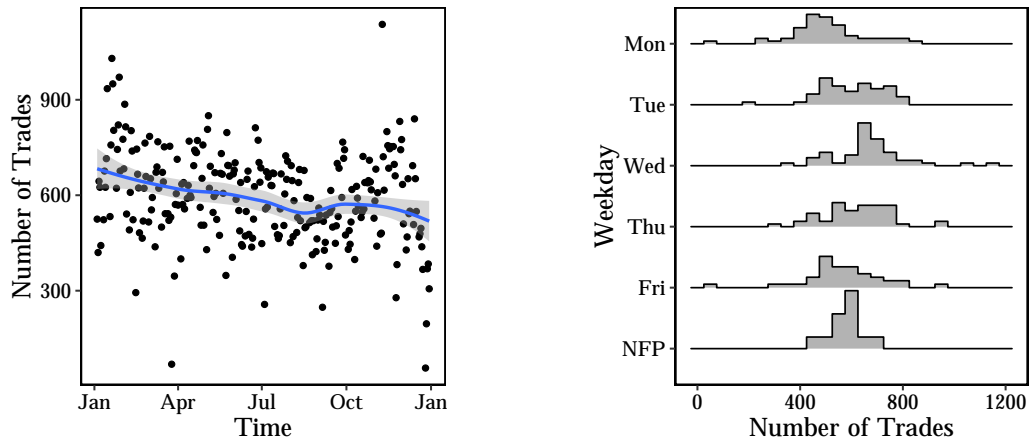 Number of Trades
900
600
300
Jan
Apr
Jul
Oct
Jan
Time
Weekday
Mon
Tue
Wed
Thu
Fri
NFP
0
400
800
1200
Number of Trades